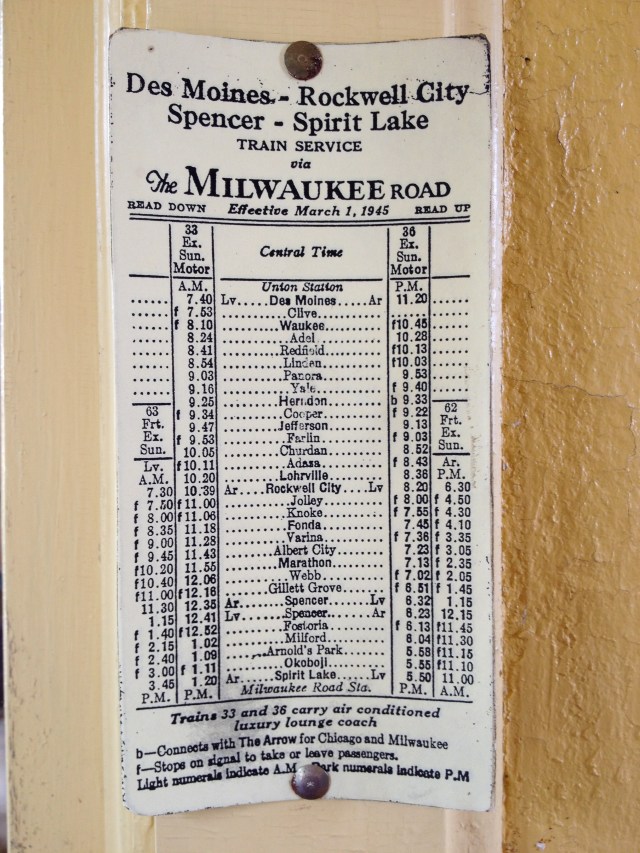 Des Moines - Rockwell City
Spencer - Spirit Lake
TRAIN SERVICE
via
The MILWAUKEE ROAD
READ DOWN Effective March 1, 1945 READ UP
33 36
Ex. Ex.
Sun. Central Time Sun.
Motor Motor
A.M. Union Station P.M.
...... 7.40 Lv.....Des Moines.....Ar 11.20 ......
...... f 7.53 Clive ...... ......
...... f 8.10 Waukee f10.45 ......
...... 8.24 Adel 10.28 ......
...... 8.41 Redfield f10.13 ......
...... 8.54 Linden f10.03 ......
...... 9.03 Panora 9.53 ......
...... 9.16 Yale f 9.40 ......
...... 9.25 Herndon b 9.33 ......
63 f 9.34 Cooper f 9.22 62
Frt. 9.47 Jefferson 9.13 Frt.
Ex. f 9.53 Farlin f 9.03 Ex.
Sun. 10.05 Churdan 8.52 Sun.
Lv. f10.11 Adaza f 8.43 Ar.
A.M. 10.20 Lohrville 8.36 P.M.
7.30 10.39 Ar....Rockwell City....Lv 8.20 6.30
f 7.50 f11.00 Jolley f 8.00 f 4.50
f 8.00 f11.06 Knoke f 7.55 f 4.30
f 8.35 11.18 Fonda 7.45 f 4.10
f 9.00 11.28 Varina f 7.36 f 3.35
f 9.45 11.43 Albert City 7.23 f 3.05
f10.20 11.55 Marathon 7.13 f 2.35
f10.40 12.06 Webb f 7.02 f 2.05
f11.00 f12.16 Gillett Grove f 6.51 f 1.45
11.30 12.35 Ar.......Spencer.......Lv 6.32 1.15
1.15 12.41 Lv.......Spencer.......Ar 6.23 12.15
f 1.40 f12.52 Fostoria f 6.13 f11.45
f 2.15 1.02 Milford 6.04 f11.30
f 2.40 1.09 Arnold's Park 5.58 f11.15
f 3.00 f 1.11 Okoboji 5.55 f11.10
3.45 1.20 Ar.....Spirit Lake.....Lv 5.50 11.00
P.M. P.M. Milwaukee Road Sta. P.M. A.M.
Trains 33 and 36 carry air conditioned
luxury lounge coach
b—Connects with The Arrow for Chicago and Milwaukee
f—Stops on signal to take or leave passengers.
Light numerals indicate A.M. Dark numerals indicate P.M